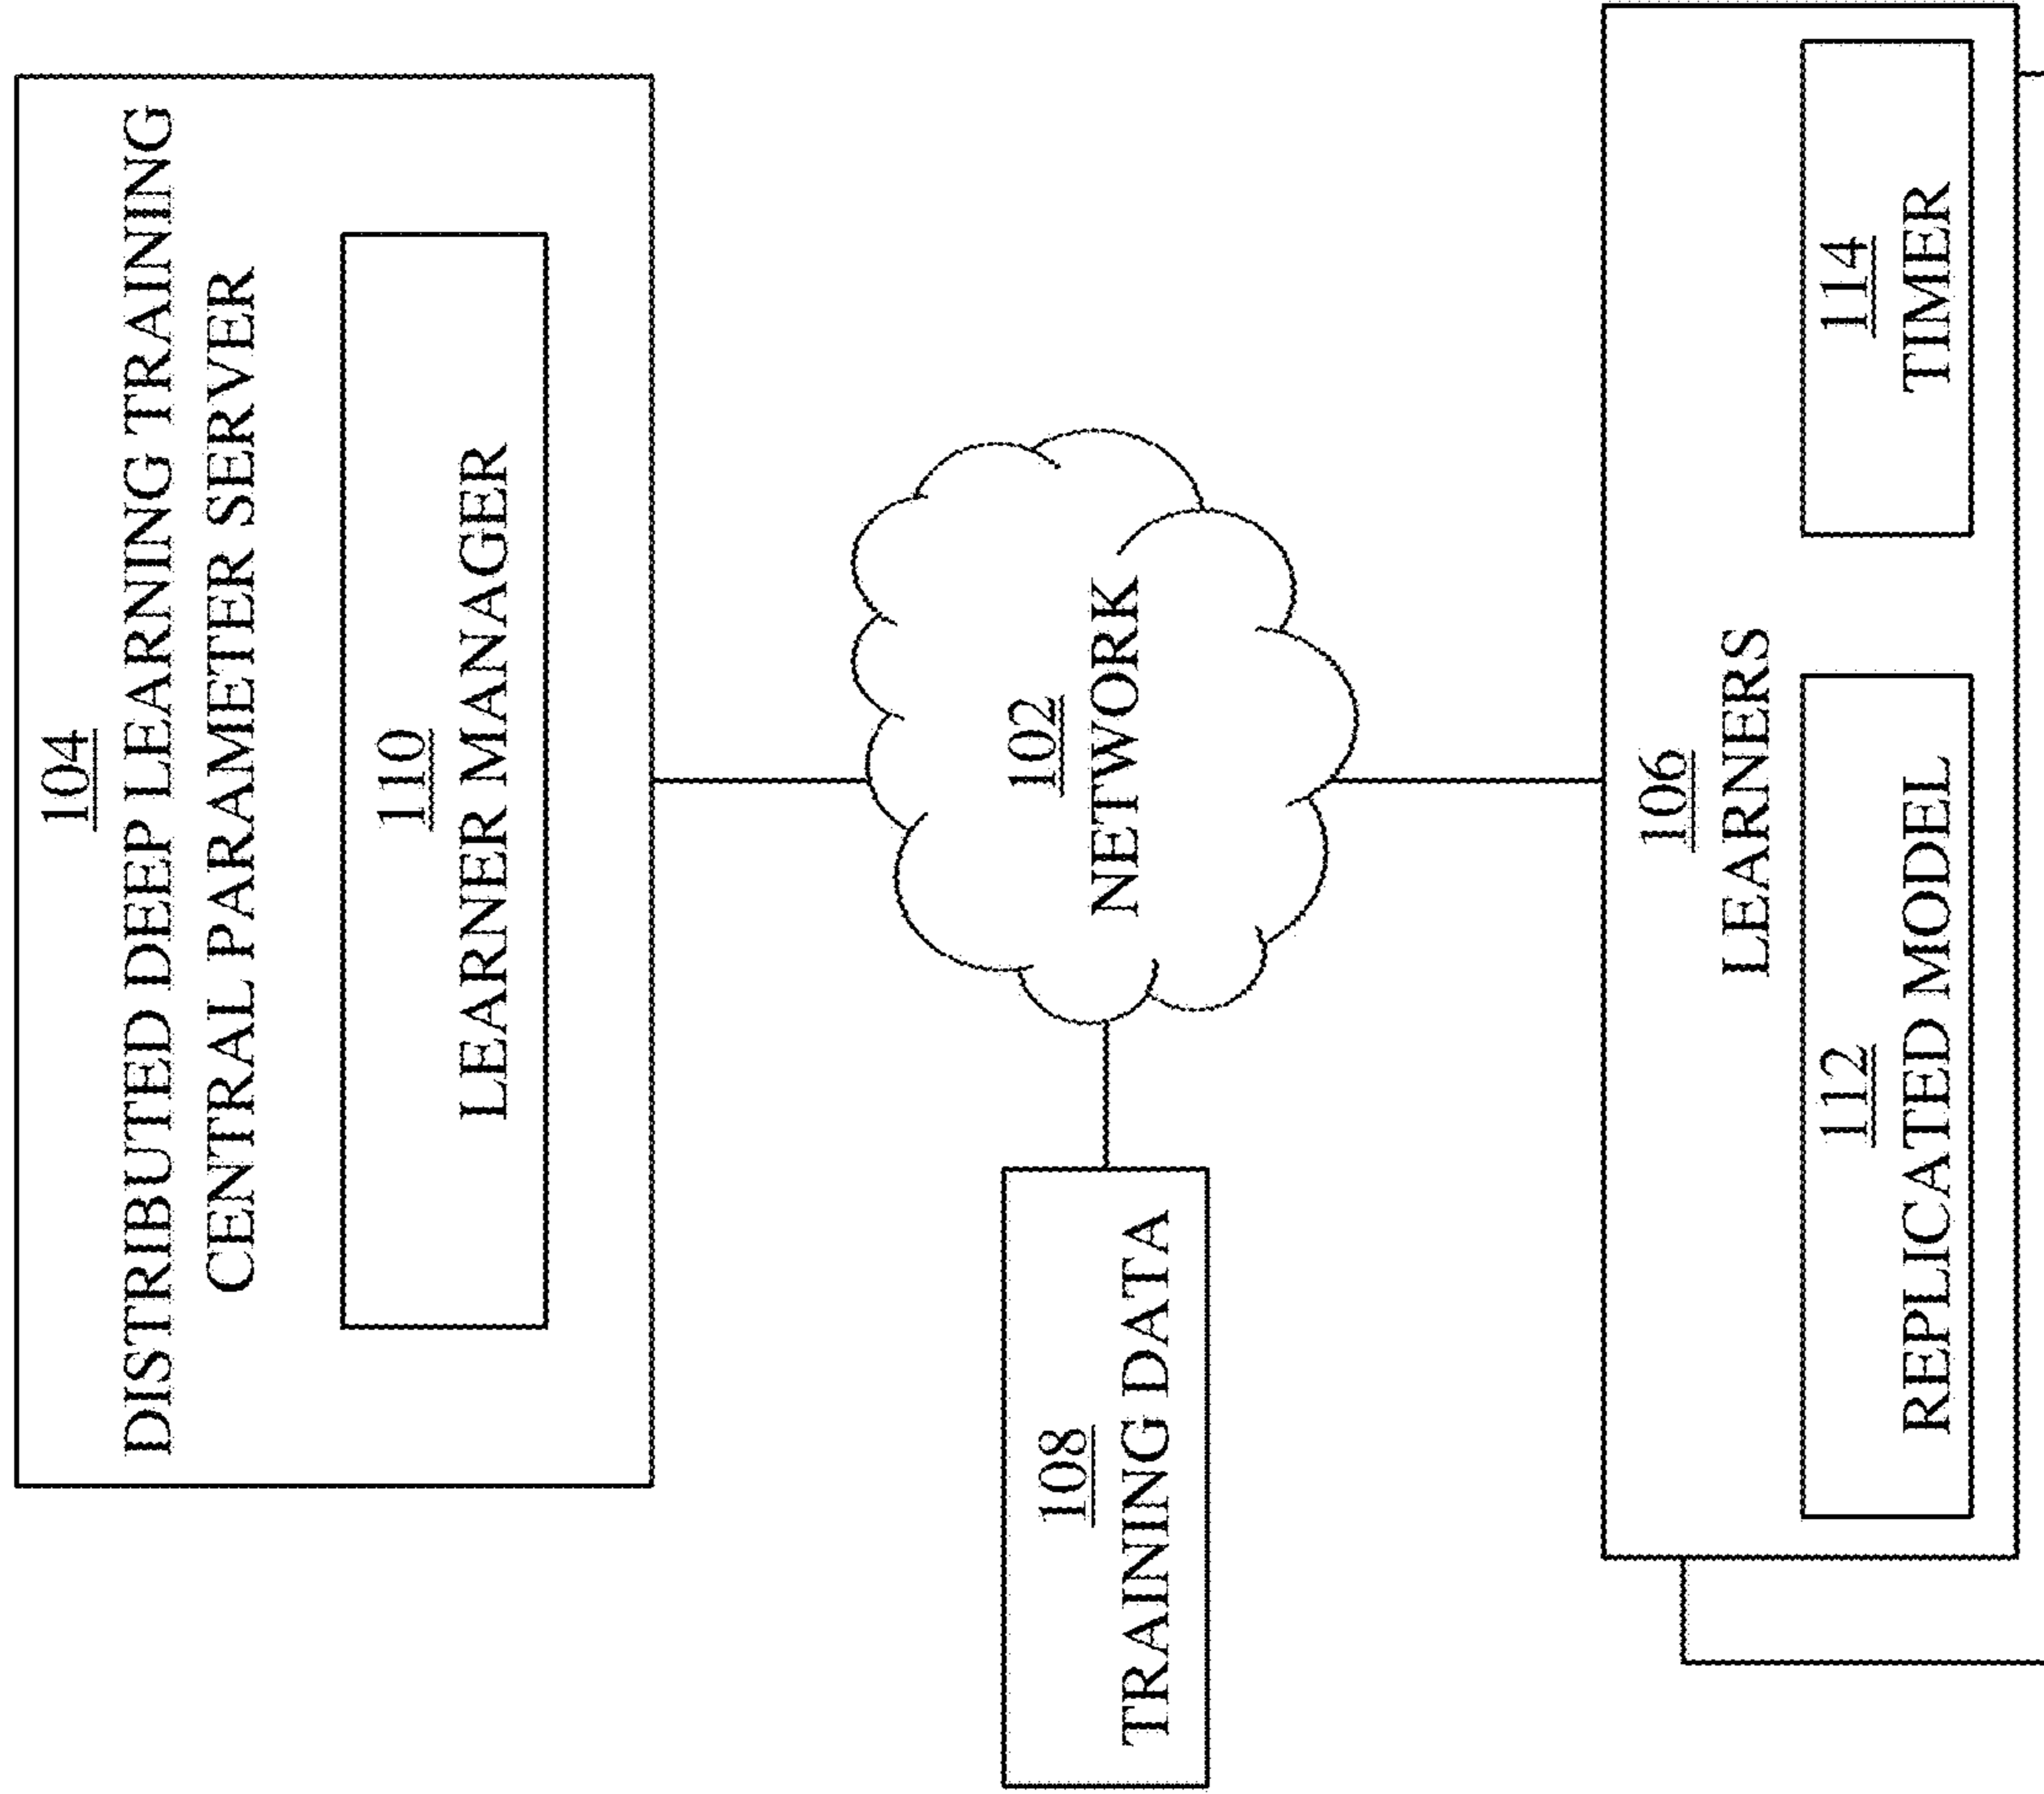 104
DISTRIBUTED DEEP LEARNING TRAINING
CENTRAL PARAMETER SERVER
110
LEARNER MANAGER
108
TRAINING DATA
102
NETWORK
106
LEARNERS
112
REPLICATED MODEL
114
TIMER